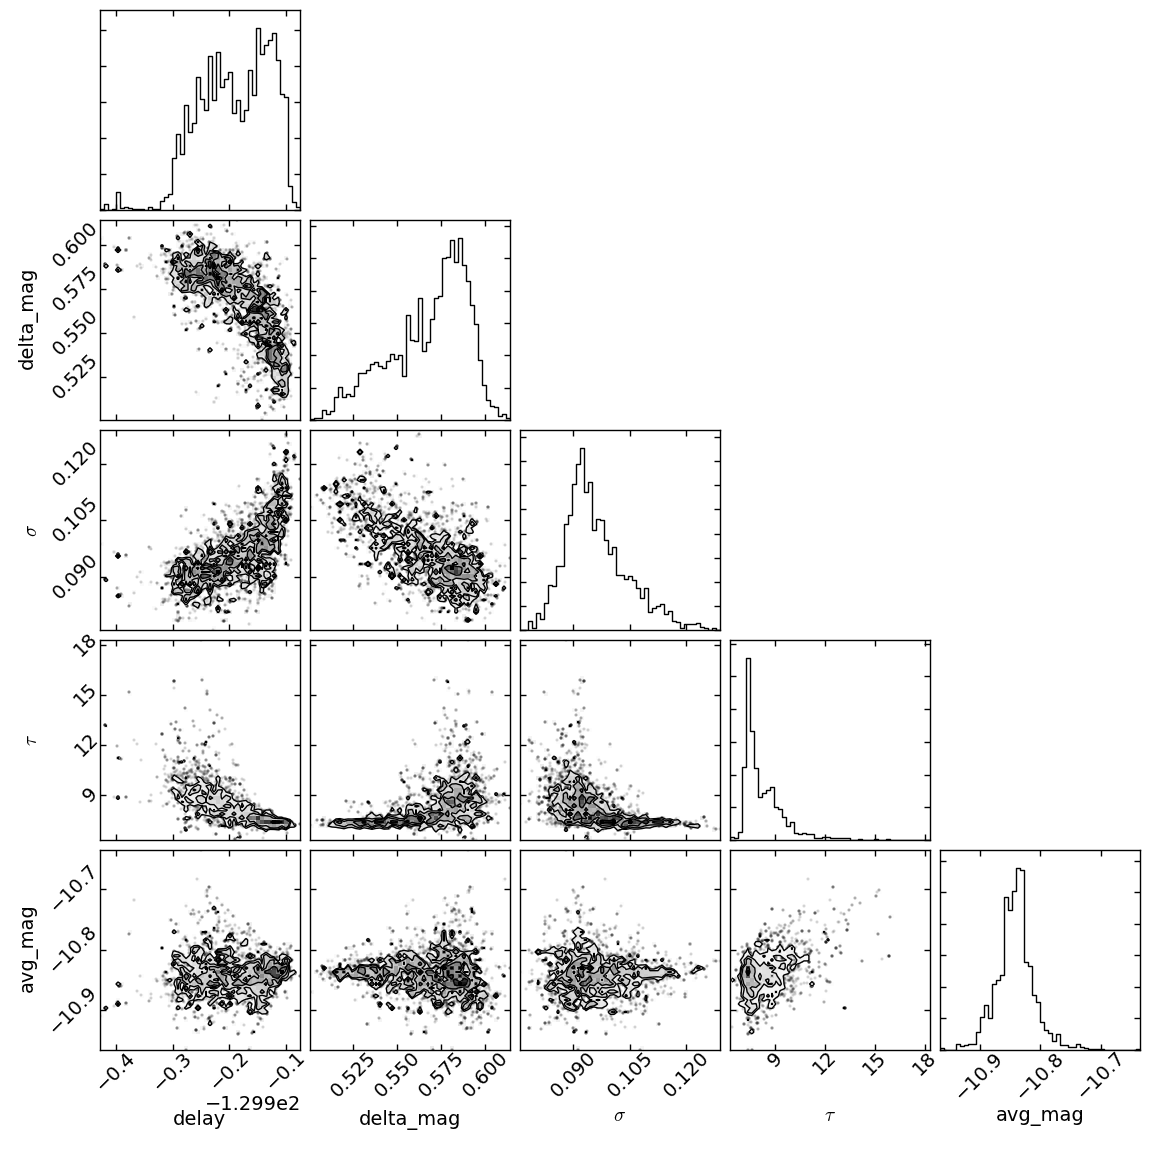 0.600
0.575
0.550
0.525
delta_mag
0.120
0.105
0.090
σ
18
15
12
9
τ
−10.7
−10.8
−10.9
avg_mag
−0.4 −0.3 −0.2 −0.1
0.525 0.550 0.575 0.600
0.090 0.105 0.120
9 12 15 18
−10.9 −10.8 −10.7
−1.299e2
delay delta_mag σ τ avg_mag